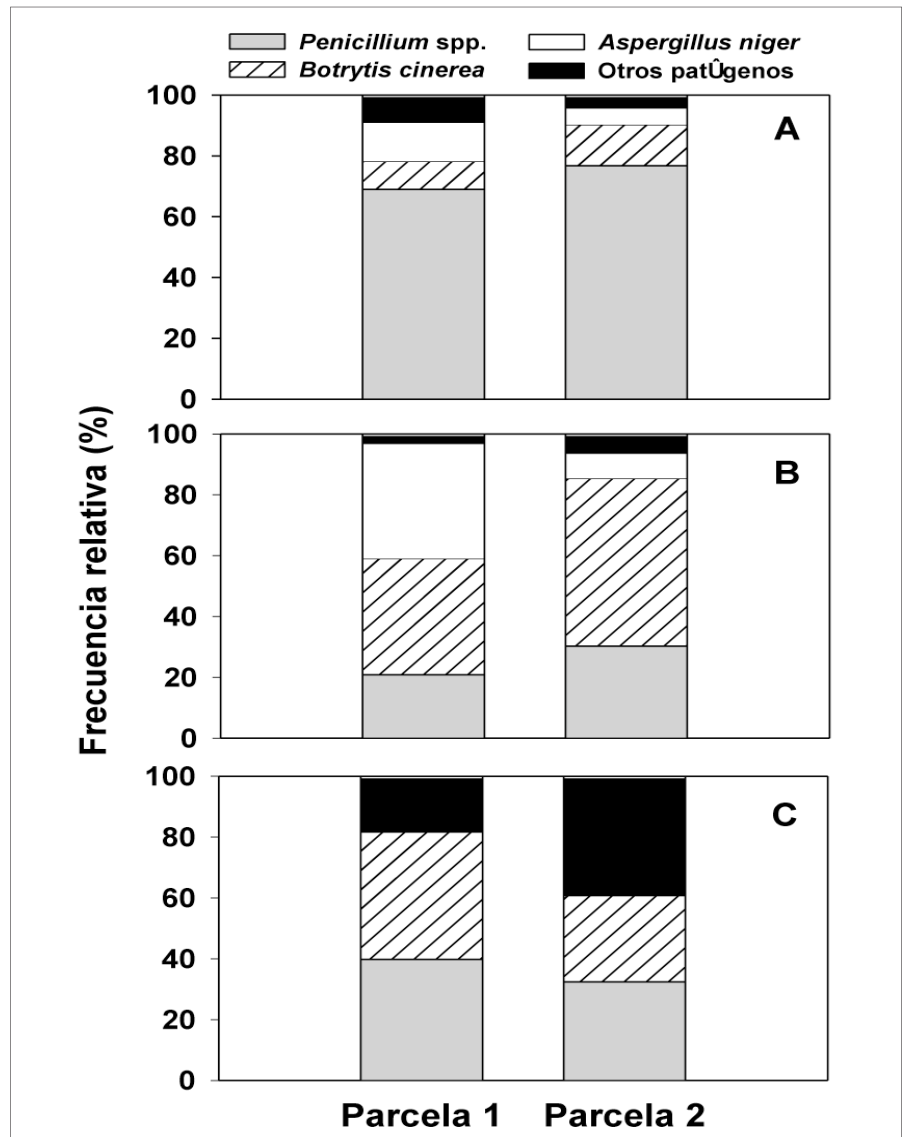 Penicillium spp.
Aspergillus niger
Botrytis cinerea
Otros patÛgenos
Frecuencia relativa (%)
100
80
60
40
20
0
A
100
80
60
40
20
0
B
100
80
60
40
20
0
C
Parcela 1
Parcela 2